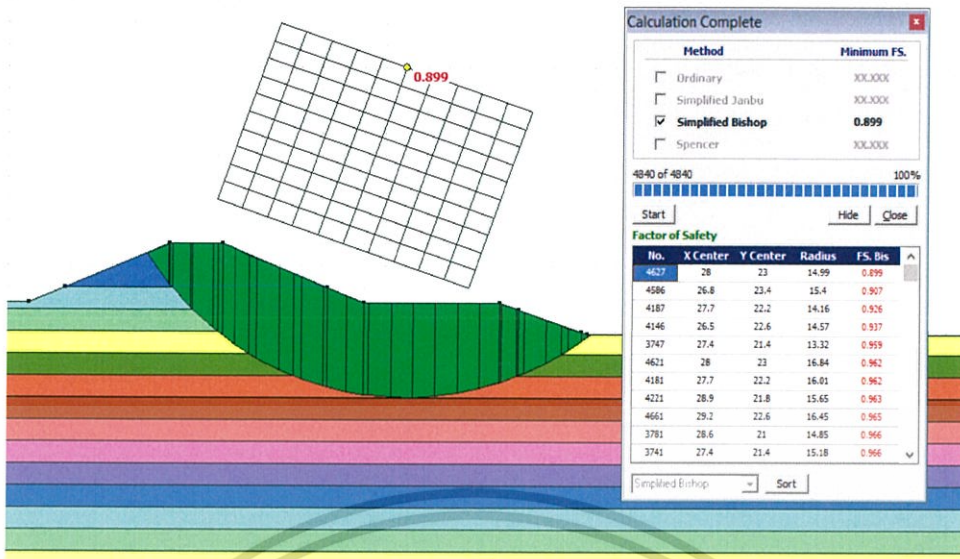 0.899
Calculation Complete
Method Minimum FS.
Ordinary XX.XXX
Simplified Janbu XX.XXX
Simplified Bishop 0.899
Spencer XX.XXX
4840 of 4840 100%
Start Hide Close
Factor of Safety
No. X Center Y Center Radius FS. Bis
4627 28 23 14.99 0.899
4586 26.8 23.4 15.4 0.907
4187 27.7 22.2 14.16 0.926
4146 26.5 22.6 14.57 0.937
3747 27.4 21.4 13.32 0.959
4621 28 23 16.84 0.962
4181 27.7 22.2 16.01 0.962
4221 28.9 21.8 15.65 0.963
4661 29.2 22.6 16.45 0.965
3781 28.6 21 14.85 0.966
3741 27.4 21.4 15.18 0.966
Simplified Bishop Sort